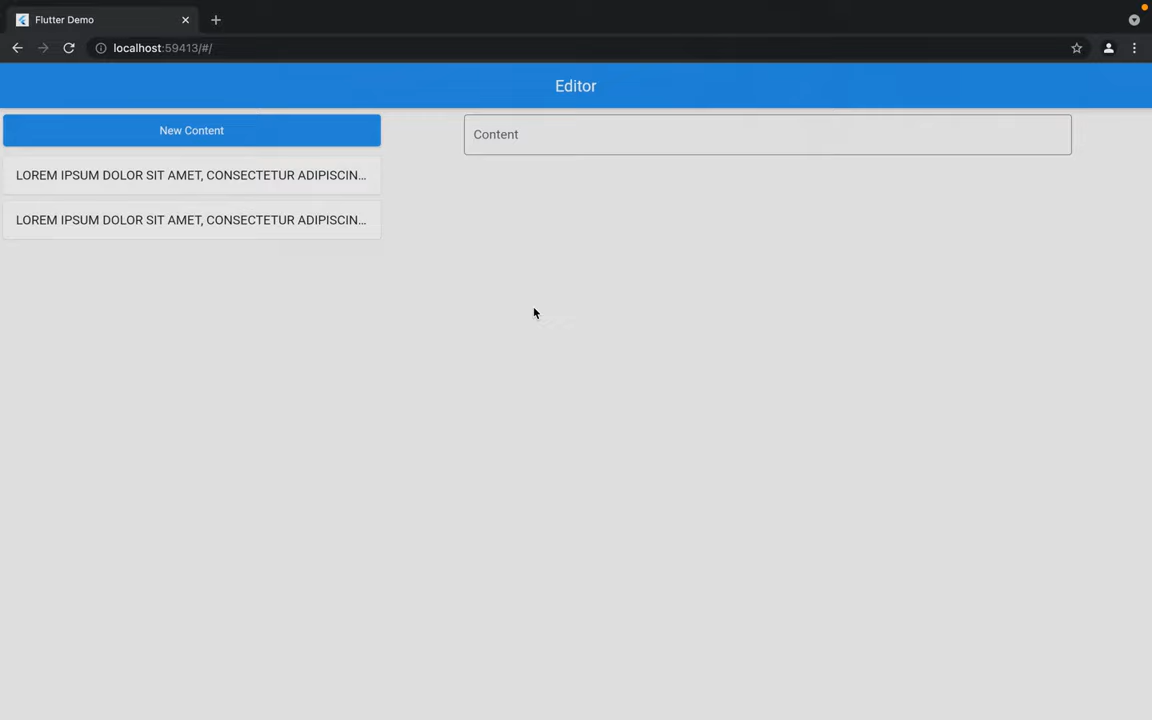 Flutter Demo
localhost:59413/#/
Editor
New Content
Content
LOREM IPSUM DOLOR SIT AMET, CONSECTETUR ADIPISCIN...
LOREM IPSUM DOLOR SIT AMET, CONSECTETUR ADIPISCIN...